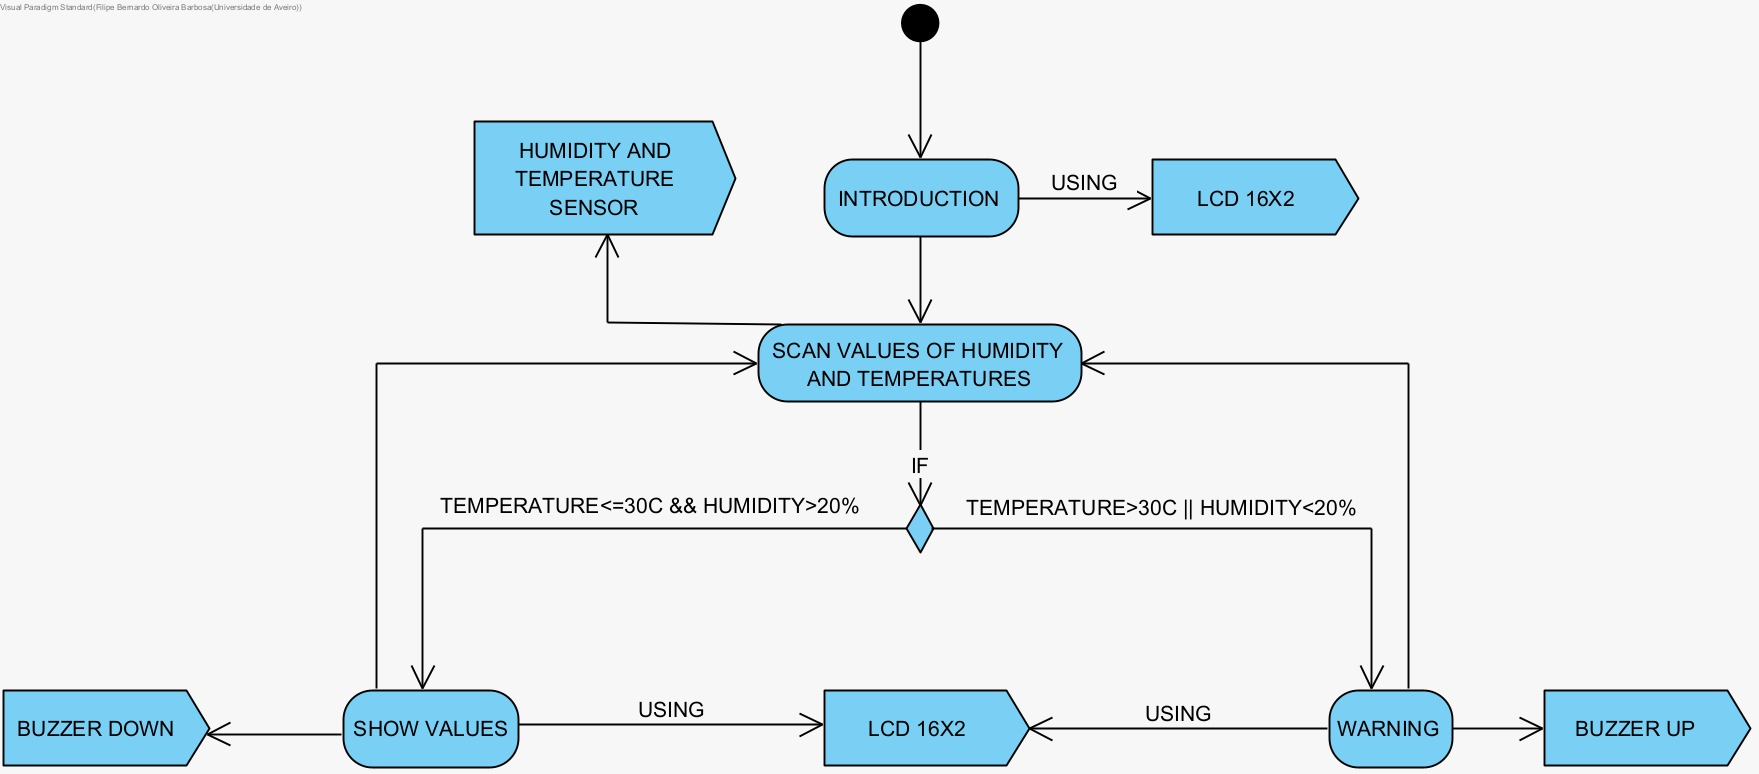 Visual Paradigm Standard(Filipe Bernardo Oliveira Barbosa(Universidade de Aveiro))
HUMIDITY AND
TEMPERATURE
SENSOR
INTRODUCTION
USING
LCD 16X2
SCAN VALUES OF HUMIDITY
AND TEMPERATURES
IF
TEMPERATURE<=30C && HUMIDITY>20%
TEMPERATURE>30C || HUMIDITY<20%
BUZZER DOWN
SHOW VALUES
USING
LCD 16X2
USING
WARNING
BUZZER UP